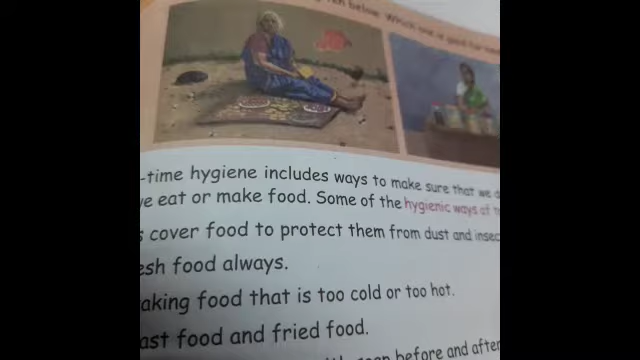 below. Which one is good for
-time hygiene includes ways to make sure that we
we eat or make food. Some of the hygienic ways of
cover food to protect them from dust and insec
esh food always.
aking food that is too cold or too hot.
ast food and fried food.
before and after